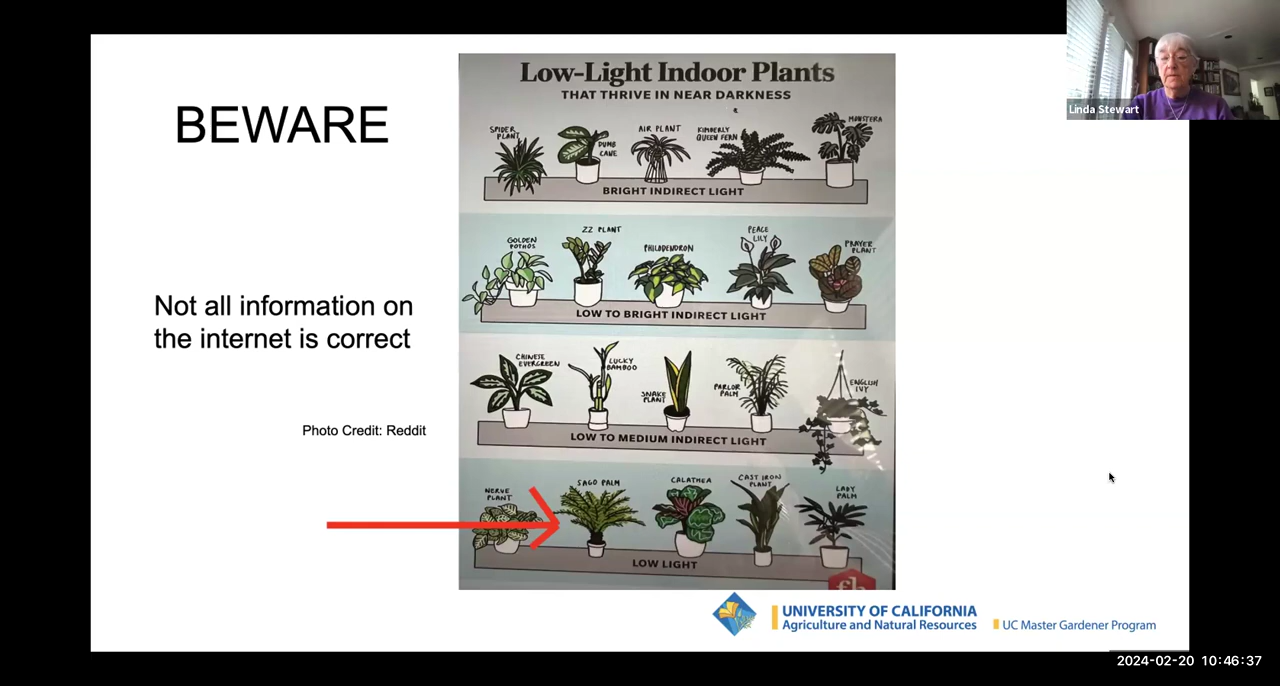 Linda Stewart
BEWARE
Not all information on
the internet is correct
Photo Credit: Reddit
Low-Light Indoor Plants
THAT THRIVE IN NEAR DARKNESS
SPIDER
PLANT
DUMB
CANE
AIR PLANT
KIMBERLY
QUEEN FERN
MONSTERA
BRIGHT INDIRECT LIGHT
GOLDEN
POTHOS
ZZ PLANT
PHILODENDRON
PEACE
LILY
PRAYER
PLANT
LOW TO BRIGHT INDIRECT LIGHT
CHINESE
EVERGREEN
LUCKY
BAMBOO
SNAKE
PLANT
PARLOR
PALM
ENGLISH
IVY
LOW TO MEDIUM INDIRECT LIGHT
NERVE
PLANT
SAGO PALM
CALATHEA
CAST IRON
PLANT
LADY
PALM
LOW LIGHT
UNIVERSITY OF CALIFORNIA
Agriculture and Natural Resources
UC Master Gardener Program
2024-02-20 10:46:37